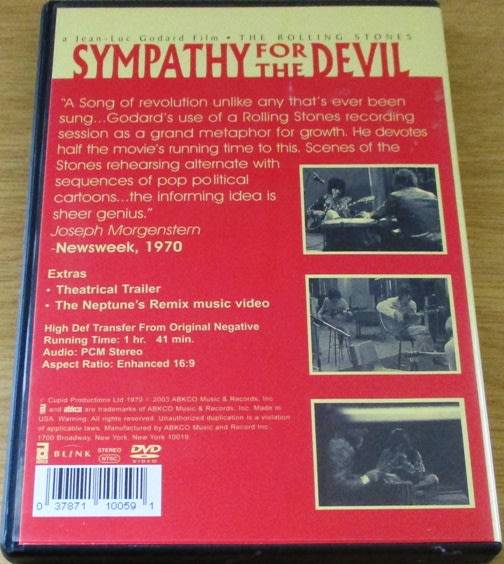 a Jean-Luc Godard Film • THE ROLLING STONES
SYMPATHY FOR THE DEVIL
"A Song of revolution unlike any that's ever been
sung...Godard's use of a Rolling Stones recording
session as a grand metaphor for growth. He devotes
half the movie's running time to this. Scenes of the
Stones rehearsing alternate with
sequences of pop political
cartoons...the informing idea is
sheer genius."
Joseph Morgenstern
-Newsweek, 1970
Extras
• Theatrical Trailer
• The Neptune's Remix music video
High Def Transfer From Original Negative
Running Time: 1 hr. 41 min.
Audio: PCM Stereo
Aspect Ratio: Enhanced 16:9
Cupid Productions Ltd 1970 2003 ABKCO Music & Records, Inc
and abkco are trademarks of ABKCO Music & Records, Inc. Made in
USA. Warning: All rights reserved. Unauthorized duplication is a violation
of applicable laws. Manufactured by ABKCO Music and Record Inc.
1700 Broadway, New York, New York 10019
BLINK STEREO NTSC DVD VIDEO
0 37871 10059 1